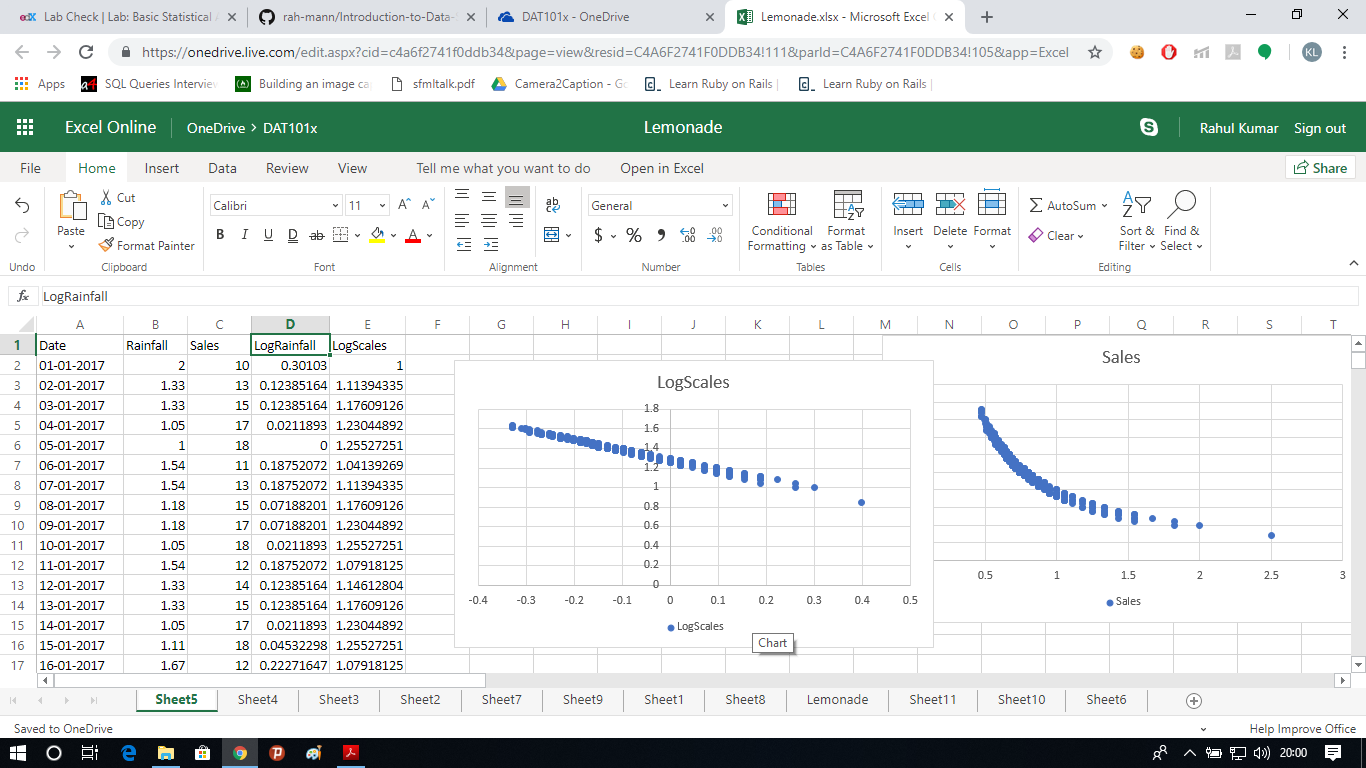 edX Lab Check | Lab: Basic Statistical A
rah-mann/Introduction-to-Data-S
DAT101x - OneDrive
Lemonade.xlsx - Microsoft Excel O
https://onedrive.live.com/edit.aspx?cid=c4a6f2741f0ddb34&page=view&resid=C4A6F2741F0DDB34!111&parId=C4A6F2741F0DDB34!105&app=Excel
KL
Apps
SQL Queries Interview
Building an image ca
sfmltalk.pdf
Camera2Caption - Go
Learn Ruby on Rails |
Learn Ruby on Rails |
Excel Online
OneDrive > DAT101x
Lemonade
Rahul Kumar
Sign out
File Home Insert Data Review View Tell me what you want to do Open in Excel
Share
Paste
Cut
Copy
Format Painter
Calibri 11
B I U D ab A
ab
General
$ % , .00 .00
Conditional Formatting
Format as Table
Insert Delete Format
AutoSum
Clear
Sort & Filter
Find & Select
Undo Clipboard Font Alignment Number Tables Cells Editing
fx LogRainfall
A B C D E F G H I J K L M N O P Q R S T
1 Date Rainfall Sales LogRainfall LogScales
2 01-01-2017 2 10 0.30103 1
3 02-01-2017 1.33 13 0.12385164 1.11394335
4 03-01-2017 1.33 15 0.12385164 1.17609126
5 04-01-2017 1.05 17 0.0211893 1.23044892
6 05-01-2017 1 18 0 1.25527251
7 06-01-2017 1.54 11 0.18752072 1.04139269
8 07-01-2017 1.54 13 0.18752072 1.11394335
9 08-01-2017 1.18 15 0.07188201 1.17609126
10 09-01-2017 1.18 17 0.07188201 1.23044892
11 10-01-2017 1.05 18 0.0211893 1.25527251
12 11-01-2017 1.54 12 0.18752072 1.07918125
13 12-01-2017 1.33 14 0.12385164 1.14612804
14 13-01-2017 1.33 15 0.12385164 1.17609126
15 14-01-2017 1.05 17 0.0211893 1.23044892
16 15-01-2017 1.11 18 0.04532298 1.25527251
17 16-01-2017 1.67 12 0.22271647 1.07918125
LogScales
1.8
1.6
1.4
1.2
1
0.8
0.6
0.4
0.2
0
-0.4 -0.3 -0.2 -0.1 0 0.1 0.2 0.3 0.4 0.5
LogScales
Chart
Sales
0.5 1 1.5 2 2.5 3
Sales
Sheet5 Sheet4 Sheet3 Sheet2 Sheet7 Sheet9 Sheet1 Sheet8 Lemonade Sheet11 Sheet10 Sheet6
Saved to OneDrive
Help Improve Office
20:00